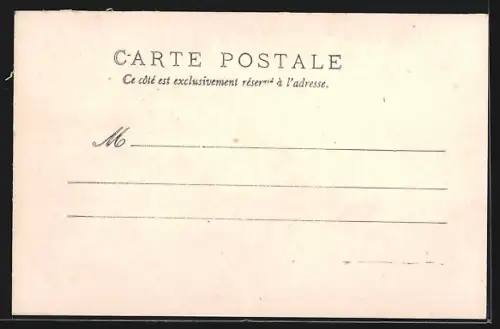 CARTE POSTALE
Ce côté est exclusivement réservé à l'adresse.
M